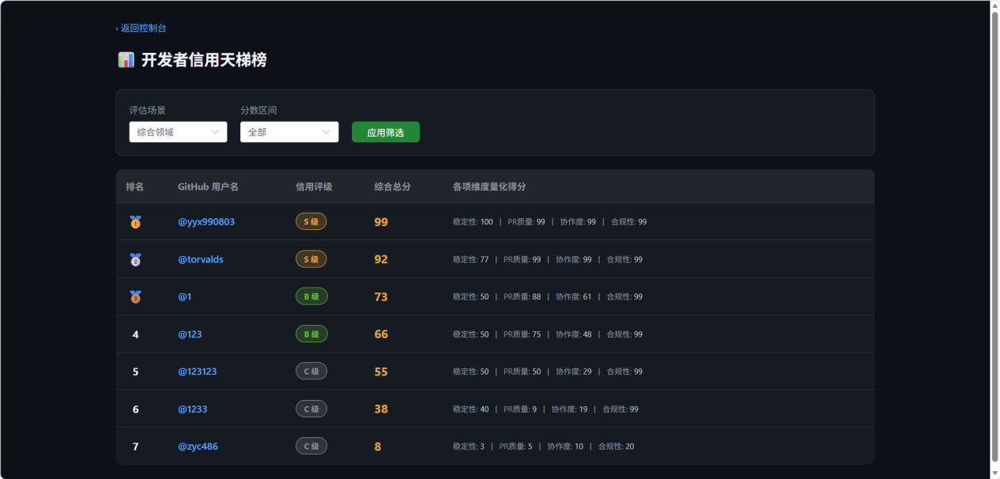 ‹ 返回控制台
开发者信用天梯榜
评估场景 分数区间
综合领域 全部 应用筛选
排名 GitHub 用户名 信用评级 综合总分 各项维度量化得分
1 @yyx990803 S 级 99 稳定性: 100 | PR质量: 99 | 协作度: 99 | 合规性: 99
2 @torvalds S 级 92 稳定性: 77 | PR质量: 99 | 协作度: 99 | 合规性: 99
3 @1 B 级 73 稳定性: 50 | PR质量: 88 | 协作度: 61 | 合规性: 99
4 @123 B 级 66 稳定性: 50 | PR质量: 75 | 协作度: 48 | 合规性: 99
5 @123123 C 级 55 稳定性: 50 | PR质量: 50 | 协作度: 29 | 合规性: 99
6 @1233 C 级 38 稳定性: 40 | PR质量: 9 | 协作度: 19 | 合规性: 99
7 @zyc486 C 级 8 稳定性: 3 | PR质量: 5 | 协作度: 10 | 合规性: 20